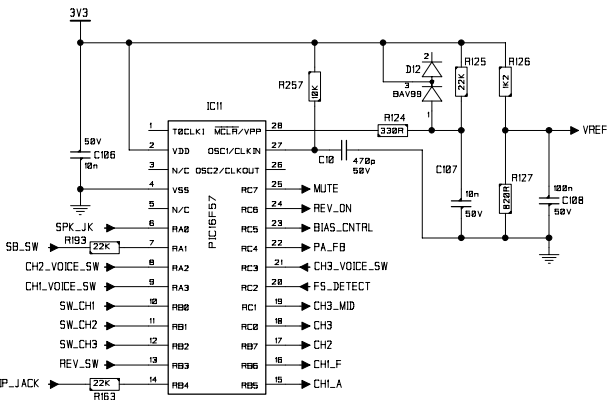 3V3
2
D12
3
BAV99
1
R125
22K
R126
1K2
R257
10K
IC11
50V
C106
10n
R124
330R
VREF
1 T0CLKI MCLR/VPP 28
2 VDD OSC1/CLKIN 27
C10 470p
50V
3 N/C OSC2/CLKOUT 26
C107
10n
50V
R127
820R
100n
C108
50V
4 VSS RC7 25 MUTE
5 N/C RC6 24 REV_ON
PIC16F57
SPK_JK 6 RA0 RC5 23 BIAS_CNTRL
SB_SW R193 22K 7 RA1 RC4 22 PA_FB
CH2_VOICE_SW 8 RA2 RC3 21 CH3_VOICE_SW
CH1_VOICE_SW 9 RA3 RC2 20 FS_DETECT
SW_CH1 10 RB0 RC1 19 CH3_MID
SW_CH2 11 RB1 RC0 18 CH3
SW_CH3 12 RB2 RB7 17 CH2
REV_SW 13 RB3 RB6 16 CH1_F
IP_JACK 22K 14 RB4 RB5 15 CH1_A
R163